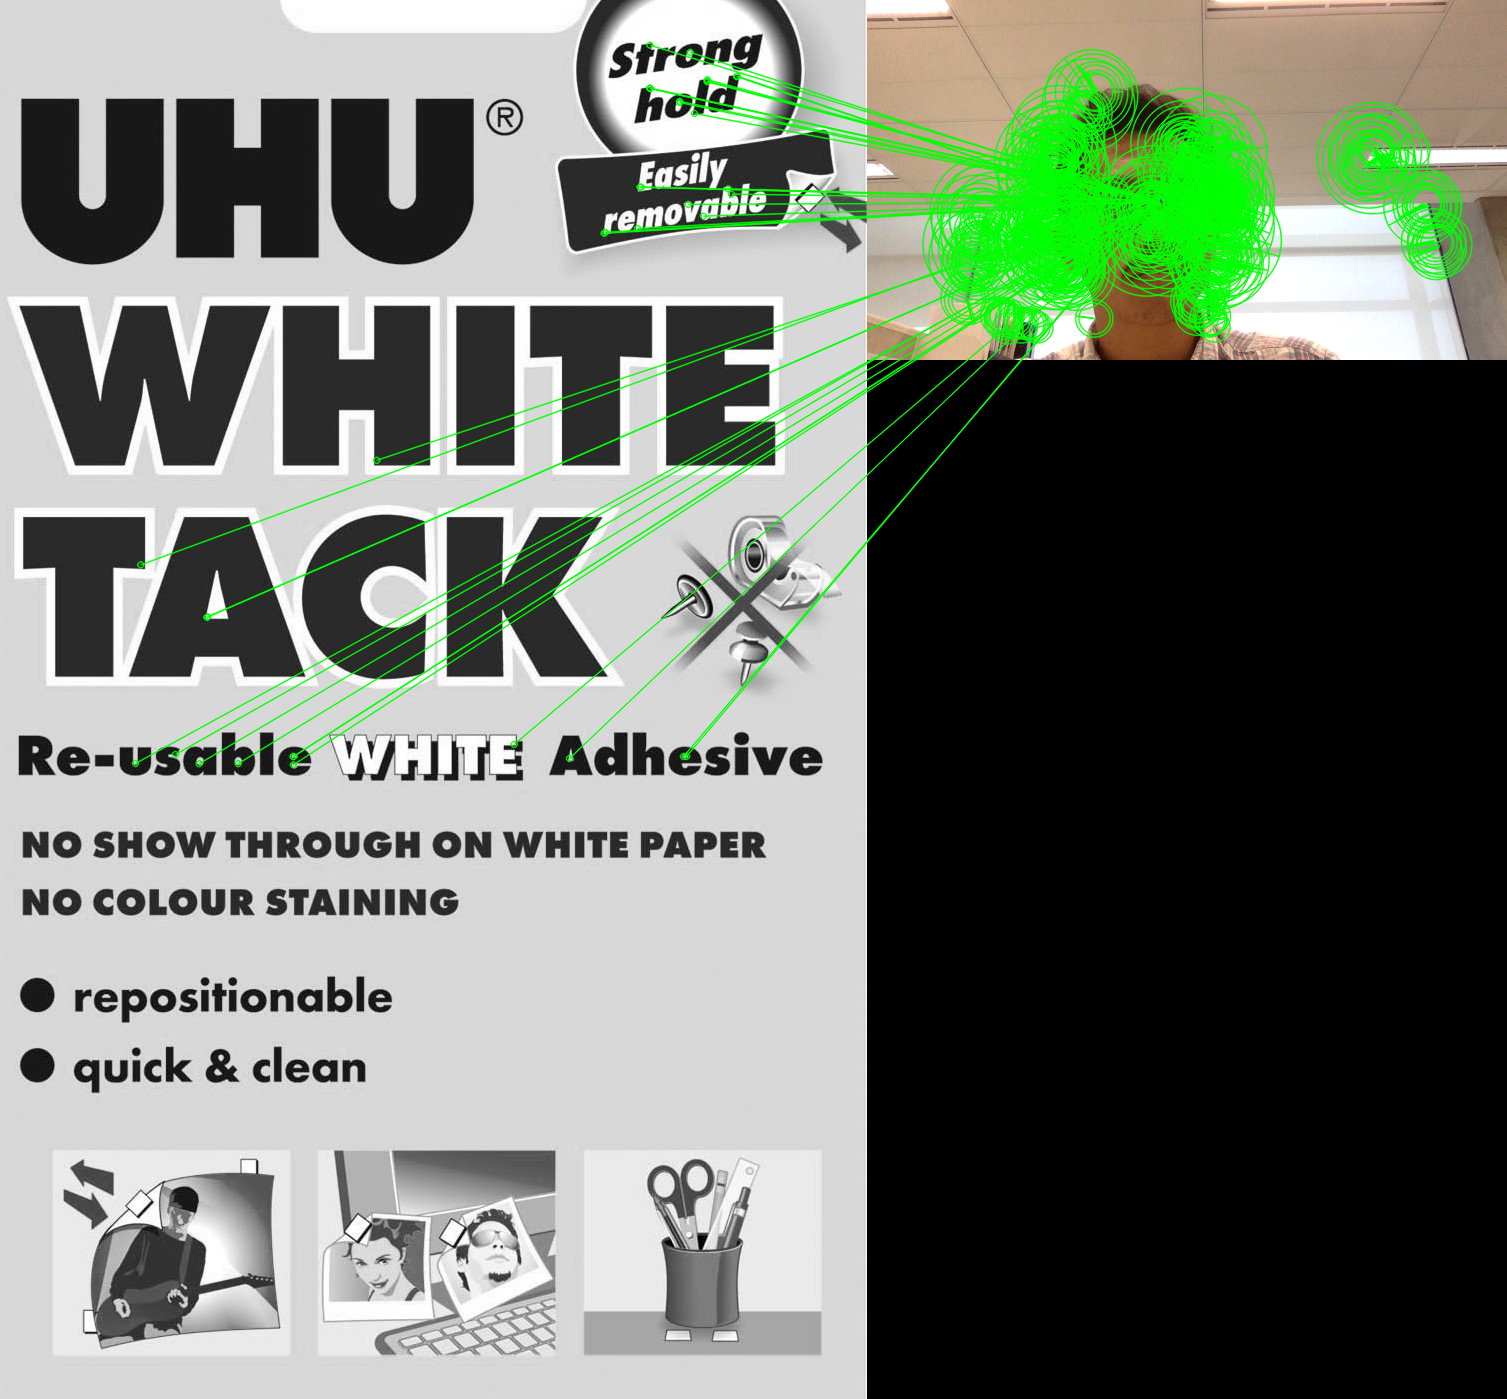 Strong
hold
UHU®
Easily
removable
WHITE
TACK
Re-usable WHITE Adhesive
NO SHOW THROUGH ON WHITE PAPER
NO COLOUR STAINING
● repositionable
● quick & clean